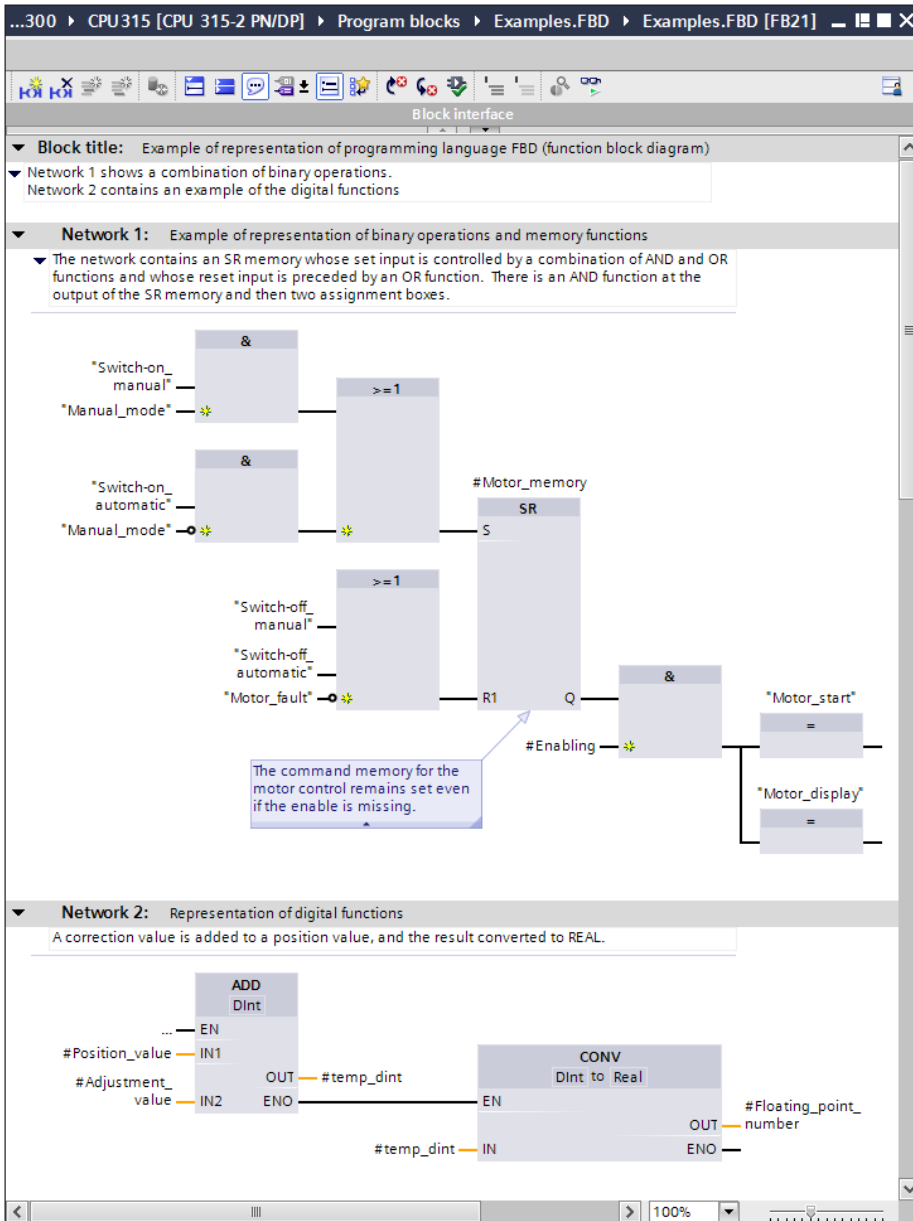 ...300 ▸ CPU315 [CPU 315-2 PN/DP] ▸ Program blocks ▸ Examples.FBD ▸ Examples.FBD [FB21]
Block interface
Block title: Example of representation of programming language FBD (function block diagram)
Network 1 shows a combination of binary operations.
Network 2 contains an example of the digital functions
Network 1: Example of representation of binary operations and memory functions
The network contains an SR memory whose set input is controlled by a combination of AND and OR
functions and whose reset input is preceded by an OR function. There is an AND function at the
output of the SR memory and then two assignment boxes.
&
"Switch-on_
manual"
"Manual_mode"
>=1
&
"Switch-on_
automatic"
"Manual_mode"
#Motor_memory
SR
S
>=1
"Switch-off_
manual"
"Switch-off_
automatic"
"Motor_fault"
R1 Q
&
#Enabling
"Motor_start"
=
"Motor_display"
=
The command memory for the
motor control remains set even
if the enable is missing.
Network 2: Representation of digital functions
A correction value is added to a position value, and the result converted to REAL.
ADD
DInt
... EN
#Position_value IN1
OUT #temp_dint
#Adjustment_
value IN2 ENO
CONV
DInt to Real
EN
OUT #Floating_point_
number
#temp_dint IN ENO
100%